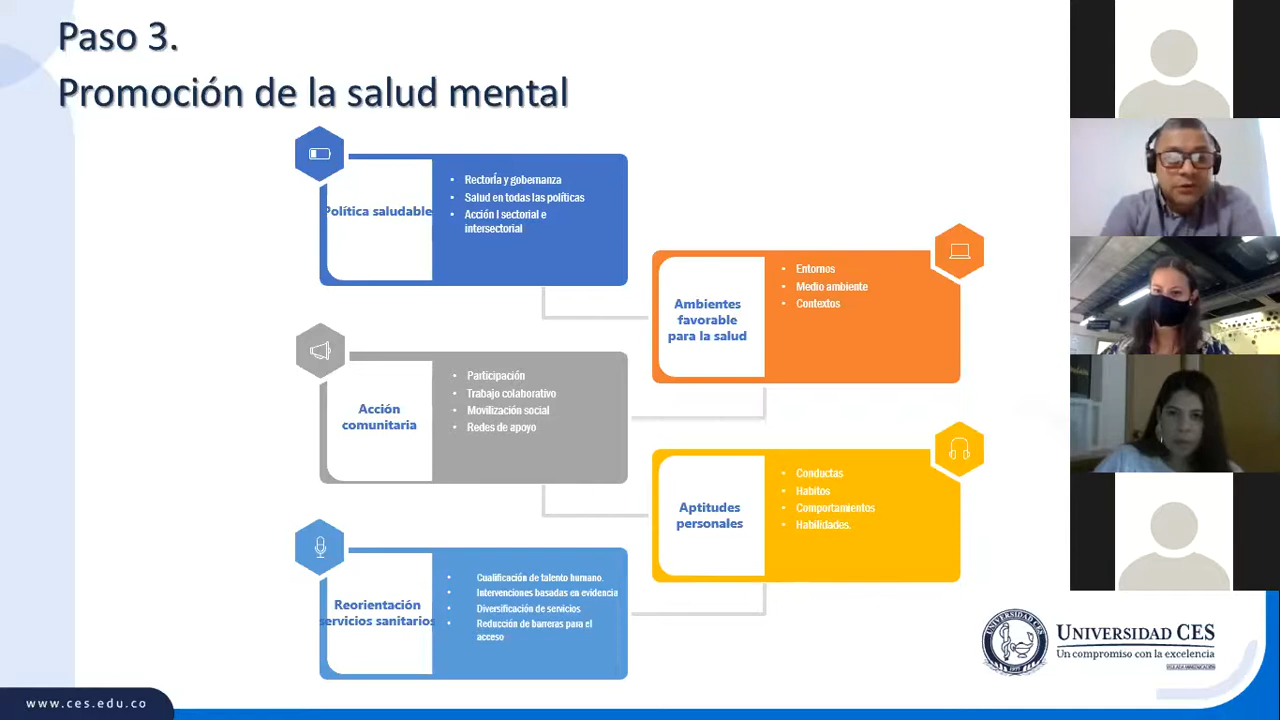 Paso 3.
Promoción de la salud mental
Política saludable
• Rectoría y gobernanza
• Salud en todas las políticas
• Acción l sectorial e
intersectorial
Ambientes
favorable
para la salud
• Entornos
• Medio ambiente
• Contextos
Acción
comunitaria
• Participación
• Trabajo colaborativo
• Movilización social
• Redes de apoyo
Aptitudes
personales
• Conductas
• Habitos
• Comportamientos
• Habilidades.
Reorientación
servicios sanitarios
• Cualificación de talento humano.
• Intervenciones basadas en evidencia
• Diversificación de servicios
• Reducción de barreras para el
acceso
UNIVERSIDAD CES
Un compromiso con la excelencia
www.ces.edu.co